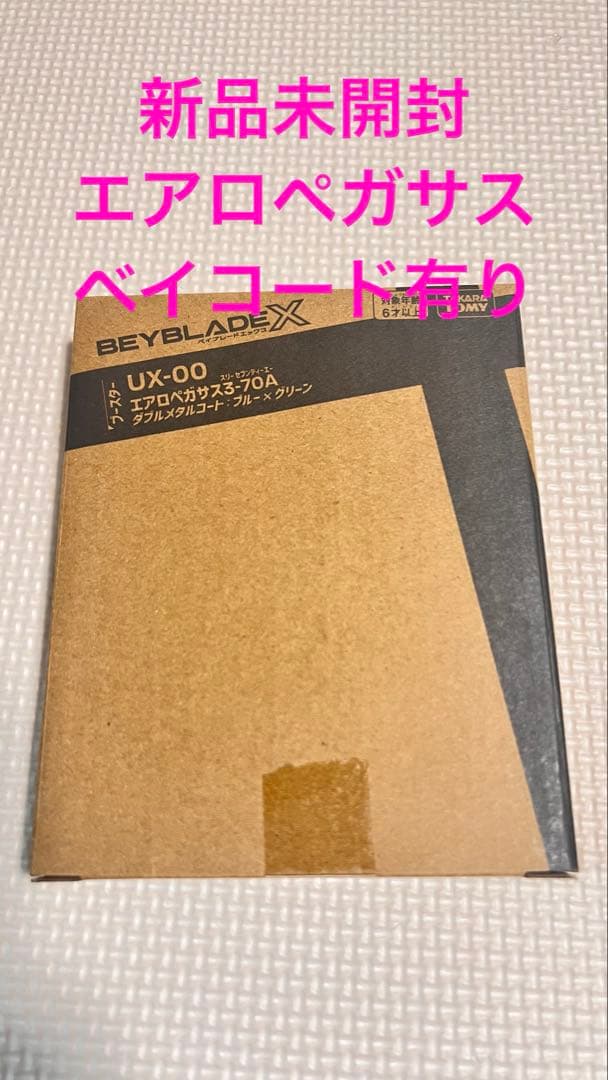 新品未開封
エアロペガサス
ベイコード有り
BEYBLADE X
ベイブレードエックス
対象年齢
6才以上
TAKARA
TOMY
ブースター
UX-00
スリーセブンティーエー
エアロペガサス3-70A
ダブルメタルコート:ブルー×グリーン